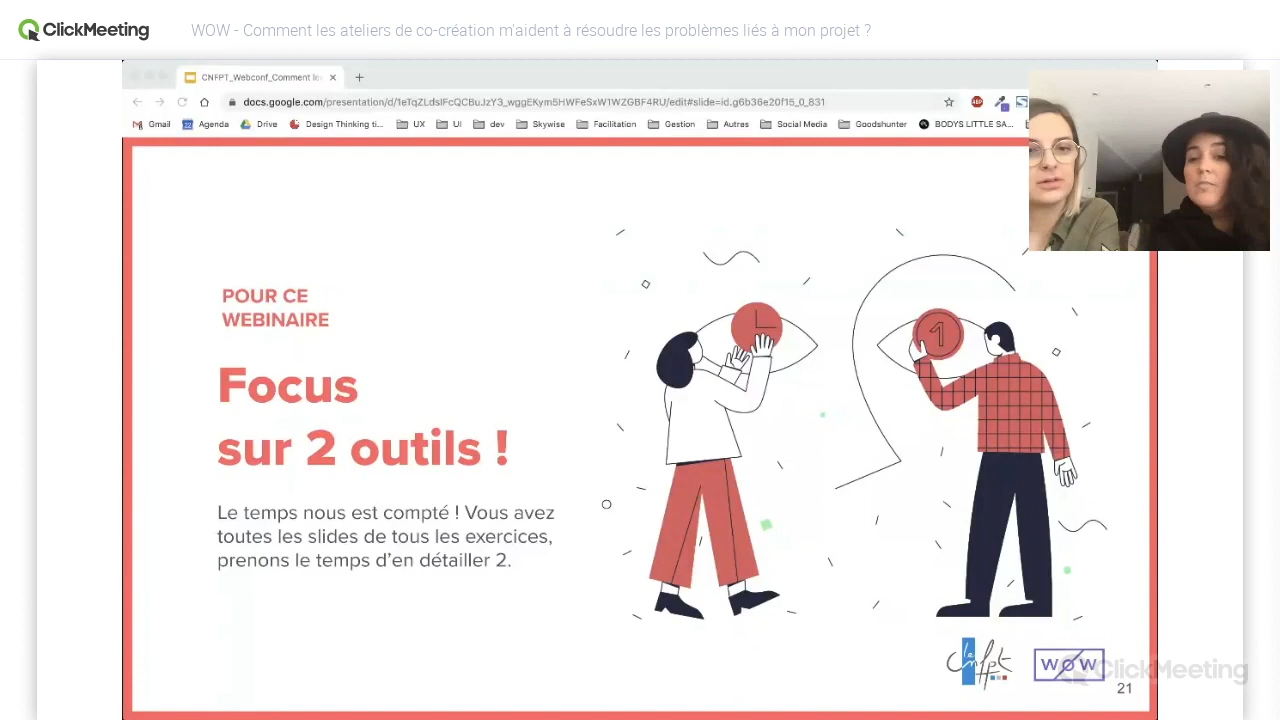 ClickMeeting
WOW - Comment les ateliers de co-création m'aident à résoudre les problèmes liés à mon projet ?
CNFPT_Webconf_Comment
docs.google.com/presentation/d/1eTqZLdsIFcQCBuJzY3_wggEKym5HWFeSxW1WZGBF4RU/edit#slide=id.g6b36e20f15_0_831
Gmail
Agenda
Drive
Design Thinking ti...
UX
UI
dev
Skywise
Facilitation
Gestion
Autres
Social Media
Goodshunter
BODYS LITTLE SA...
POUR CE
WEBINAIRE
Focus
sur 2 outils !
Le temps nous est compté ! Vous avez
toutes les slides de tous les exercices,
prenons le temps d’en détailler 2.
1
le cnfpt
WOW
ClickMeeting
21